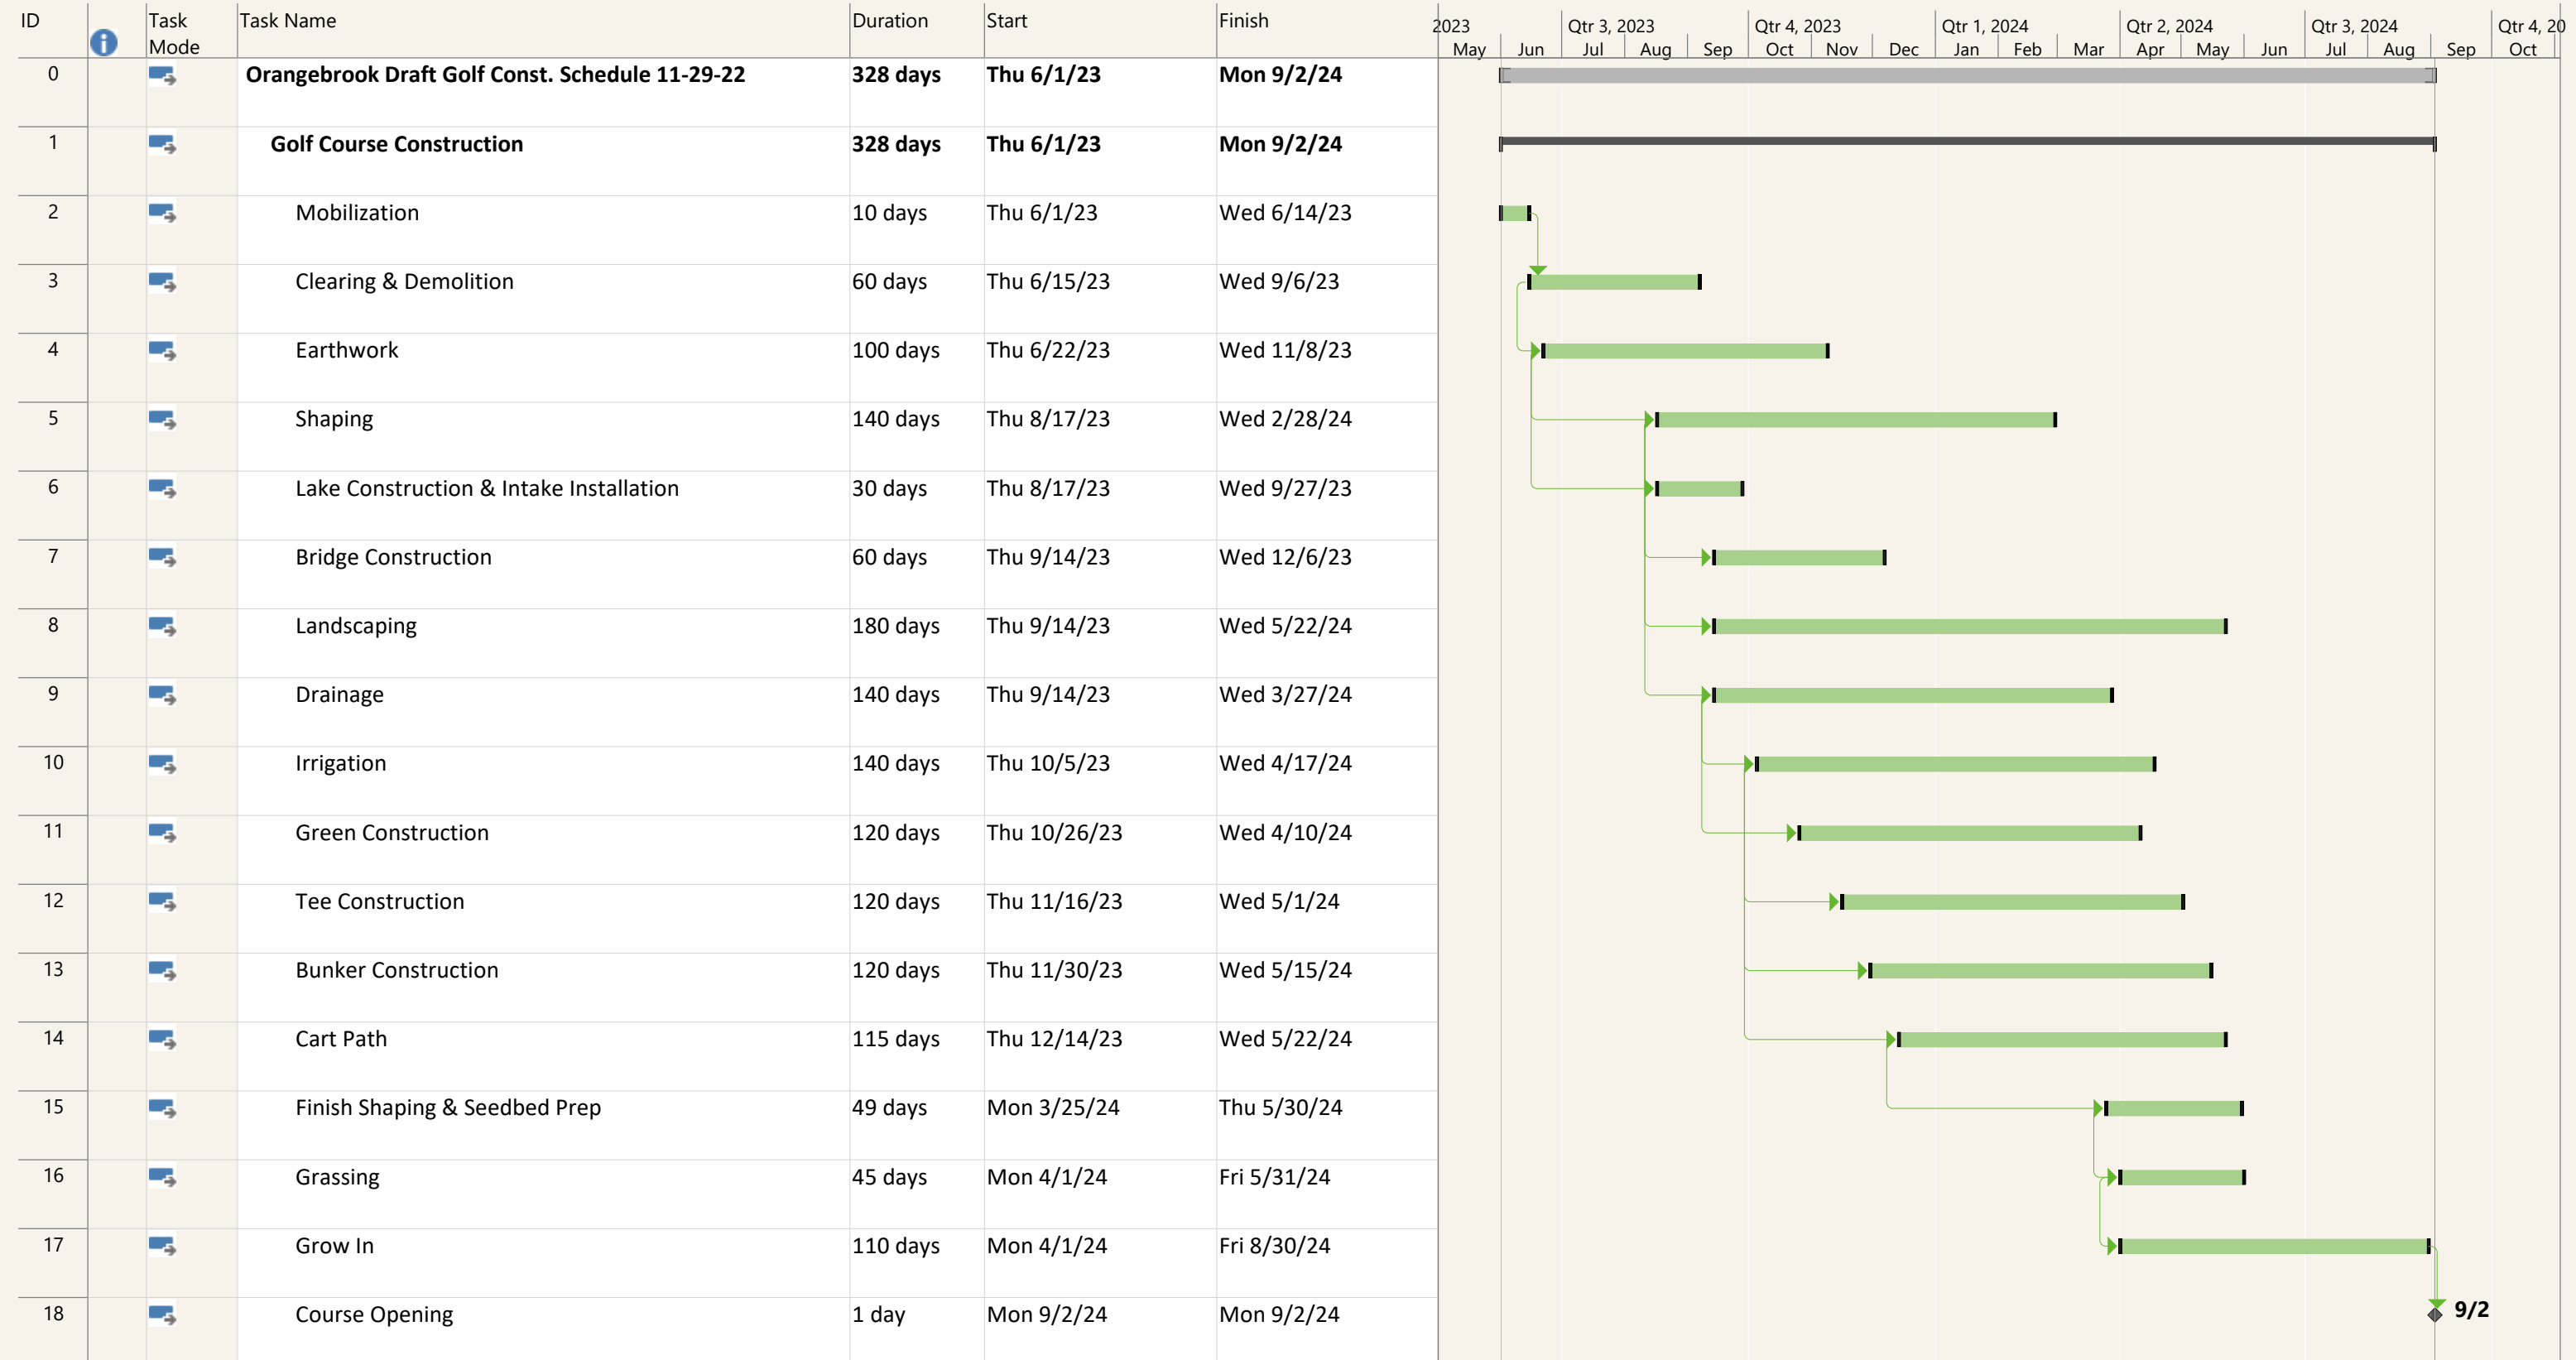 ID Task Mode Task Name Duration Start Finish
2023 Qtr 3, 2023 Qtr 4, 2023 Qtr 1, 2024 Qtr 2, 2024 Qtr 3, 2024 Qtr 4, 20
May Jun Jul Aug Sep Oct Nov Dec Jan Feb Mar Apr May Jun Jul Aug Sep Oct
0 Orangebrook Draft Golf Const. Schedule 11-29-22 328 days Thu 6/1/23 Mon 9/2/24
1 Golf Course Construction 328 days Thu 6/1/23 Mon 9/2/24
2 Mobilization 10 days Thu 6/1/23 Wed 6/14/23
3 Clearing & Demolition 60 days Thu 6/15/23 Wed 9/6/23
4 Earthwork 100 days Thu 6/22/23 Wed 11/8/23
5 Shaping 140 days Thu 8/17/23 Wed 2/28/24
6 Lake Construction & Intake Installation 30 days Thu 8/17/23 Wed 9/27/23
7 Bridge Construction 60 days Thu 9/14/23 Wed 12/6/23
8 Landscaping 180 days Thu 9/14/23 Wed 5/22/24
9 Drainage 140 days Thu 9/14/23 Wed 3/27/24
10 Irrigation 140 days Thu 10/5/23 Wed 4/17/24
11 Green Construction 120 days Thu 10/26/23 Wed 4/10/24
12 Tee Construction 120 days Thu 11/16/23 Wed 5/1/24
13 Bunker Construction 120 days Thu 11/30/23 Wed 5/15/24
14 Cart Path 115 days Thu 12/14/23 Wed 5/22/24
15 Finish Shaping & Seedbed Prep 49 days Mon 3/25/24 Thu 5/30/24
16 Grassing 45 days Mon 4/1/24 Fri 5/31/24
17 Grow In 110 days Mon 4/1/24 Fri 8/30/24
18 Course Opening 1 day Mon 9/2/24 Mon 9/2/24 9/2